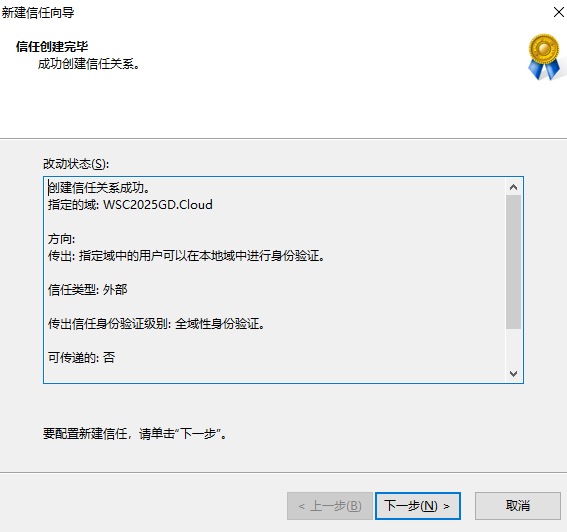 新建信任向导
信任创建完毕
成功创建信任关系。
改动状态(S):
创建信任关系成功。
指定的域: WSC2025GD.Cloud
方向:
传出: 指定域中的用户可以在本地域中进行身份验证。
信任类型: 外部
传出信任身份验证级别: 全域性身份验证。
可传递的: 否
要配置新建信任，请单击“下一步”。
< 上一步(B)
下一步(N) >
取消